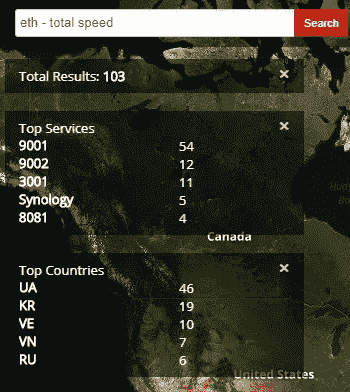 eth - total speed Search
Total Results: 103 ×
Top Services ×
9001 54
9002 12
3001 11
Synology 5
8081 4
Canada
Top Countries ×
UA 46
KR 19
VE 10
VN 7
RU 6
United States